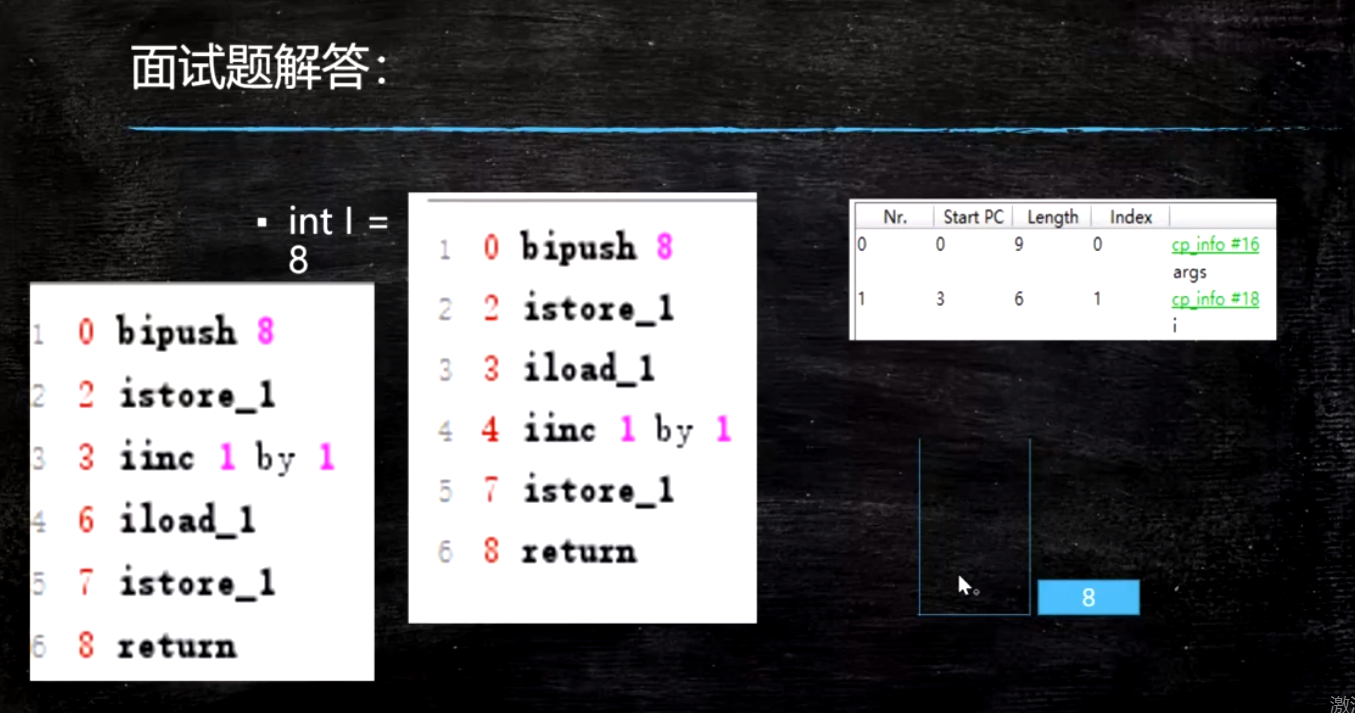 面试题解答：
▪ int I =
8
1 0 bipush 8
2 2 istore_1
3 3 iinc 1 by 1
4 6 iload_1
5 7 istore_1
6 8 return
1 0 bipush 8
2 2 istore_1
3 3 iload_1
4 4 iinc 1 by 1
5 7 istore_1
6 8 return
Nr. Start PC Length Index
0 0 9 0 cp_info #16
args
1 3 6 1 cp_info #18
i
8
激